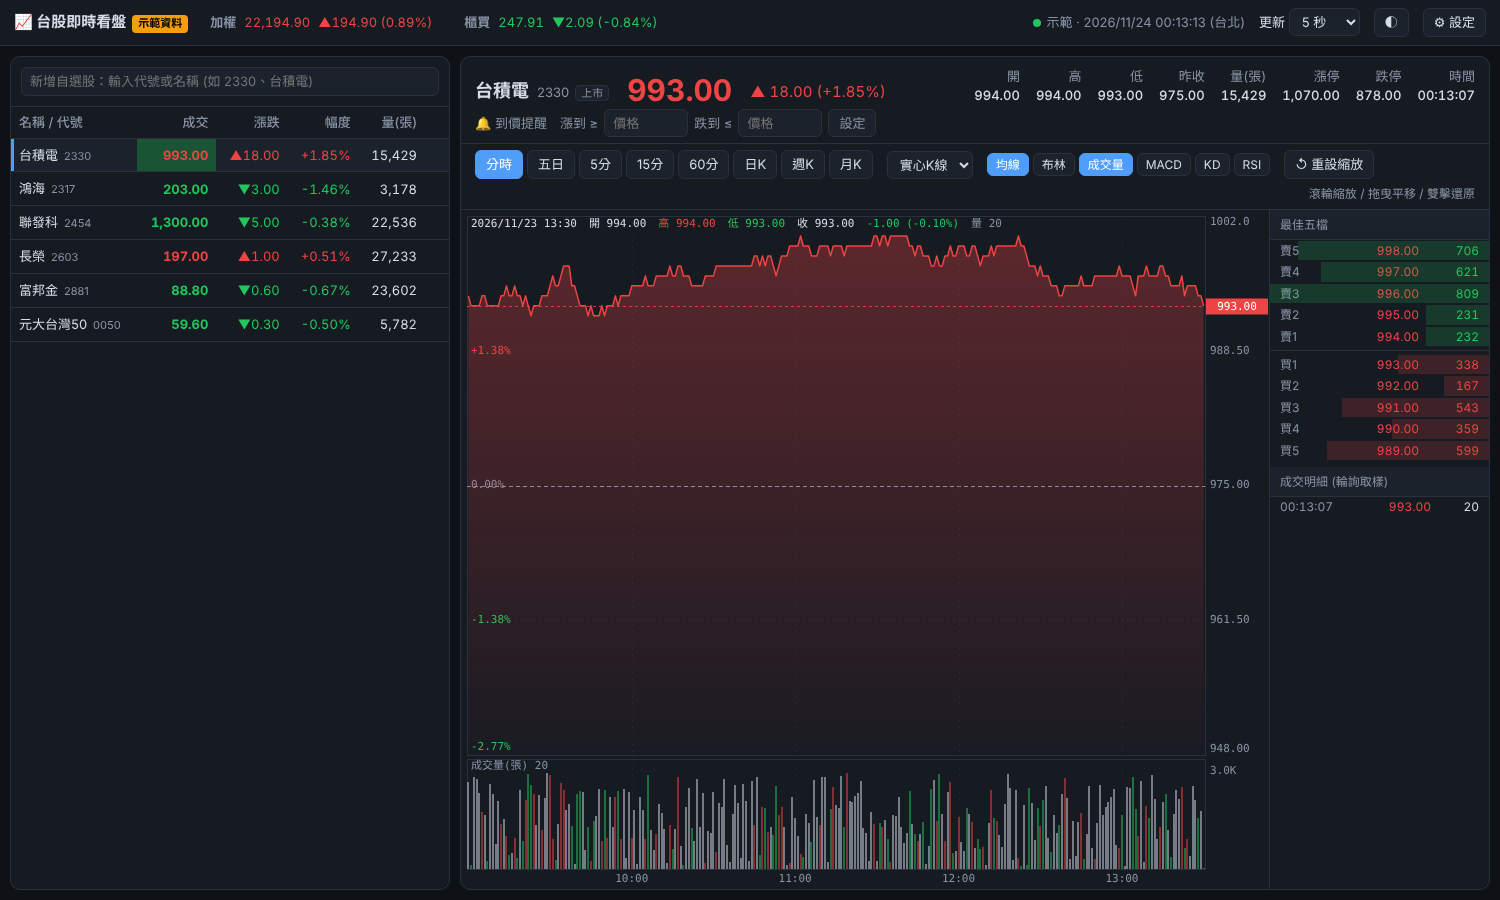 📈 台股即時看盤 示範資料 加權 22,194.90 ▲194.90 (0.89%) 櫃買 247.91 ▼2.09 (-0.84%) 示範 · 2026/11/24 00:13:13 (台北) 更新 5 秒 ⚙ 設定
新增自選股：輸入代號或名稱 (如 2330、台積電)
名稱 / 代號 成交 漲跌 幅度 量(張)
台積電 2330 993.00 ▲18.00 +1.85% 15,429
鴻海 2317 203.00 ▼3.00 -1.46% 3,178
聯發科 2454 1,300.00 ▼5.00 -0.38% 22,536
長榮 2603 197.00 ▲1.00 +0.51% 27,233
富邦金 2881 88.80 ▼0.60 -0.67% 23,602
元大台灣50 0050 59.60 ▼0.30 -0.50% 5,782
台積電 2330 上市 993.00 ▲ 18.00 (+1.85%)
開 高 低 昨收 量(張) 漲停 跌停 時間
994.00 994.00 993.00 975.00 15,429 1,070.00 878.00 00:13:07
🔔 到價提醒 漲到 ≥ 價格 跌到 ≤ 價格 設定
分時 五日 5分 15分 60分 日K 週K 月K 實心K線 均線 布林 成交量 MACD KD RSI ↺ 重設縮放
滾輪縮放 / 拖曳平移 / 雙擊還原
2026/11/23 13:30 開 994.00 高 994.00 低 993.00 收 993.00 -1.00 (-0.10%) 量 20
1002.0
993.00
+1.38% 988.50
0.00% 975.00
-1.38% 961.50
-2.77% 948.00
成交量(張) 20
3.0K
10:00 11:00 12:00 13:00
最佳五檔
賣5 998.00 706
賣4 997.00 621
賣3 996.00 809
賣2 995.00 231
賣1 994.00 232
買1 993.00 338
買2 992.00 167
買3 991.00 543
買4 990.00 359
買5 989.00 599
成交明細 (輪詢取樣)
00:13:07 993.00 20